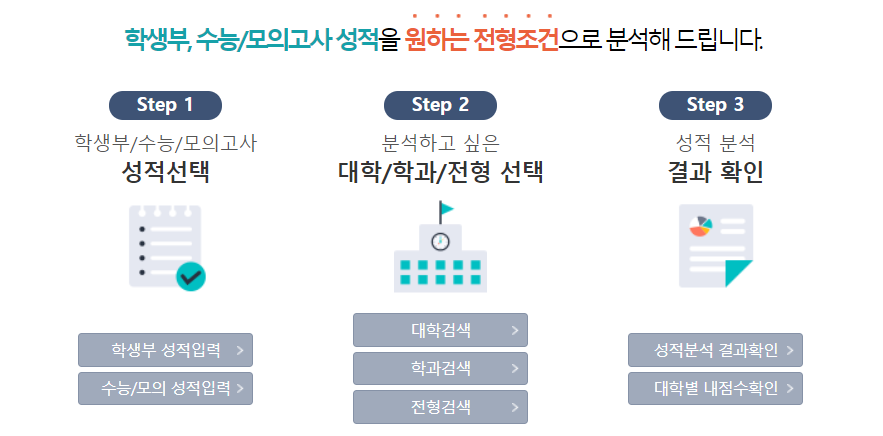 학생부, 수능/모의고사 성적을 원하는 전형조건으로 분석해 드립니다.
Step 1
학생부/수능/모의고사
성적선택
학생부 성적입력
수능/모의 성적입력
Step 2
분석하고 싶은
대학/학과/전형 선택
대학검색
학과검색
전형검색
Step 3
성적 분석
결과 확인
성적분석 결과확인
대학별 내점수확인